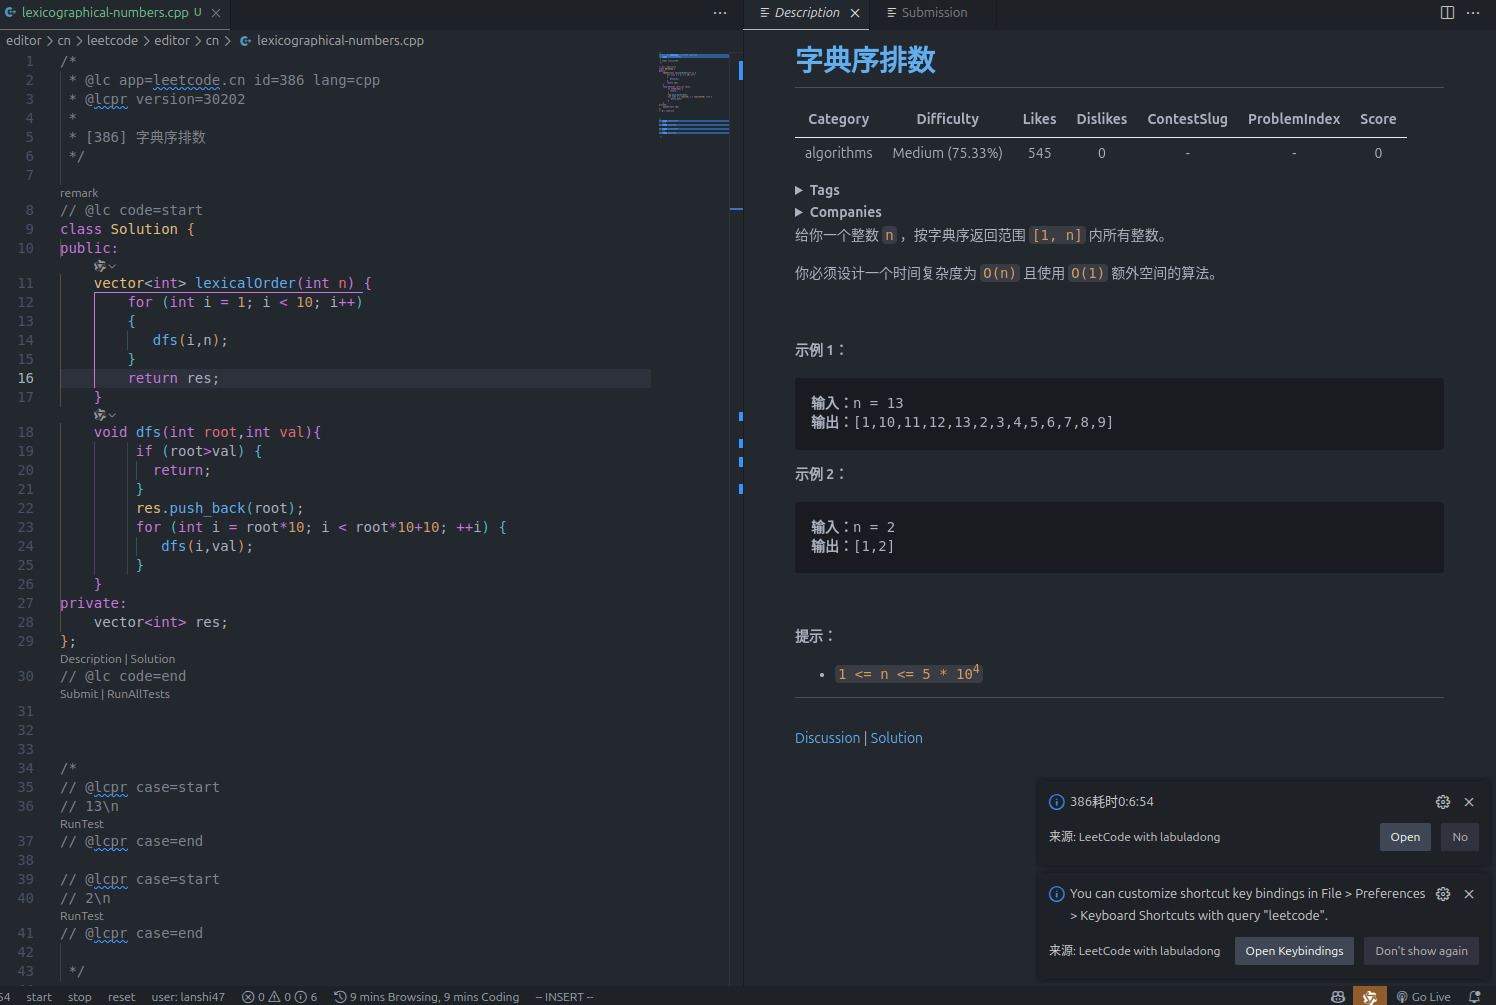 lexicographical-numbers.cpp U
editor > cn > leetcode > editor > cn > lexicographical-numbers.cpp
1 /*
2 * @lc app=leetcode.cn id=386 lang=cpp
3 * @lcpr version=30202
4 *
5 * [386] 字典序排数
6 */
7
remark
8 // @lc code=start
9 class Solution {
10 public:
11 vector<int> lexicalOrder(int n) {
12 for (int i = 1; i < 10; i++)
13 {
14 dfs(i,n);
15 }
16 return res;
17 }
18 void dfs(int root,int val){
19 if (root>val) {
20 return;
21 }
22 res.push_back(root);
23 for (int i = root*10; i < root*10+10; ++i) {
24 dfs(i,val);
25 }
26 }
27 private:
28 vector<int> res;
29 };
Description | Solution
30 // @lc code=end
Submit | RunAllTests
31
32
33
34 /*
35 // @lcpr case=start
36 // 13\n
RunTest
37 // @lcpr case=end
38
39 // @lcpr case=start
40 // 2\n
RunTest
41 // @lcpr case=end
42
43 */
Description
Submission
字典序排数
Category Difficulty Likes Dislikes ContestSlug ProblemIndex Score
algorithms Medium (75.33%) 545 0 - - 0
Tags
Companies
给你一个整数 n ，按字典序返回范围 [1, n] 内所有整数。
你必须设计一个时间复杂度为 O(n) 且使用 O(1) 额外空间的算法。
示例 1：
输入：n = 13
输出：[1,10,11,12,13,2,3,4,5,6,7,8,9]
示例 2：
输入：n = 2
输出：[1,2]
提示：
• 1 <= n <= 5 * 10⁴
Discussion | Solution
386耗时0:6:54
来源: LeetCode with labuladong
Open No
You can customize shortcut key bindings in File > Preferences
> Keyboard Shortcuts with query "leetcode".
来源: LeetCode with labuladong
Open Keybindings Don't show again
54 start stop reset user: lanshi47 0 0 6 9 mins Browsing, 9 mins Coding -- INSERT -- Go Live